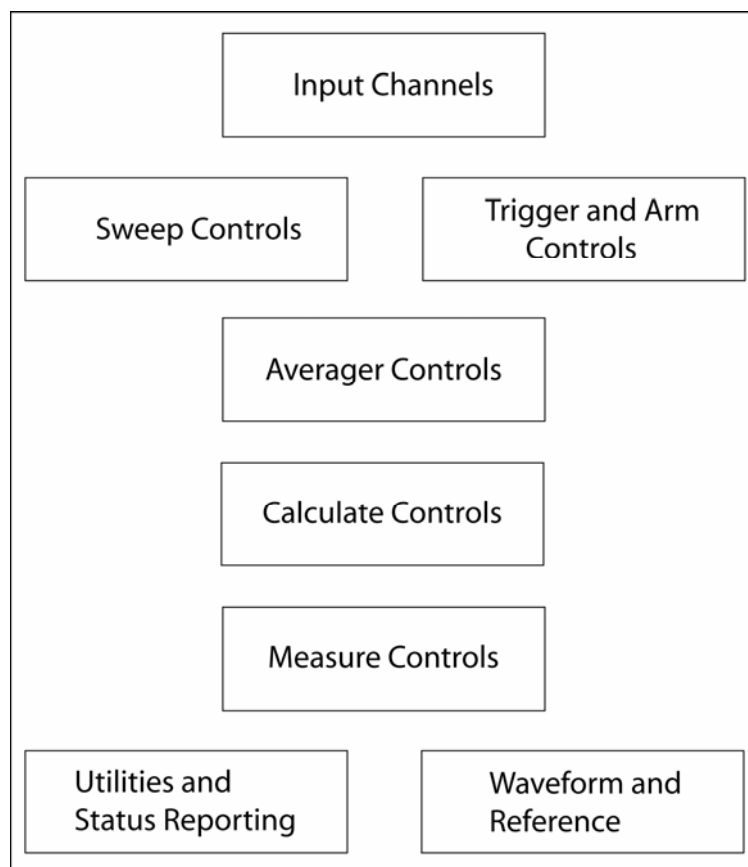 Input Channels
Sweep Controls
Trigger and Arm
Controls
Averager Controls
Calculate Controls
Measure Controls
Utilities and
Status Reporting
Waveform and
Reference